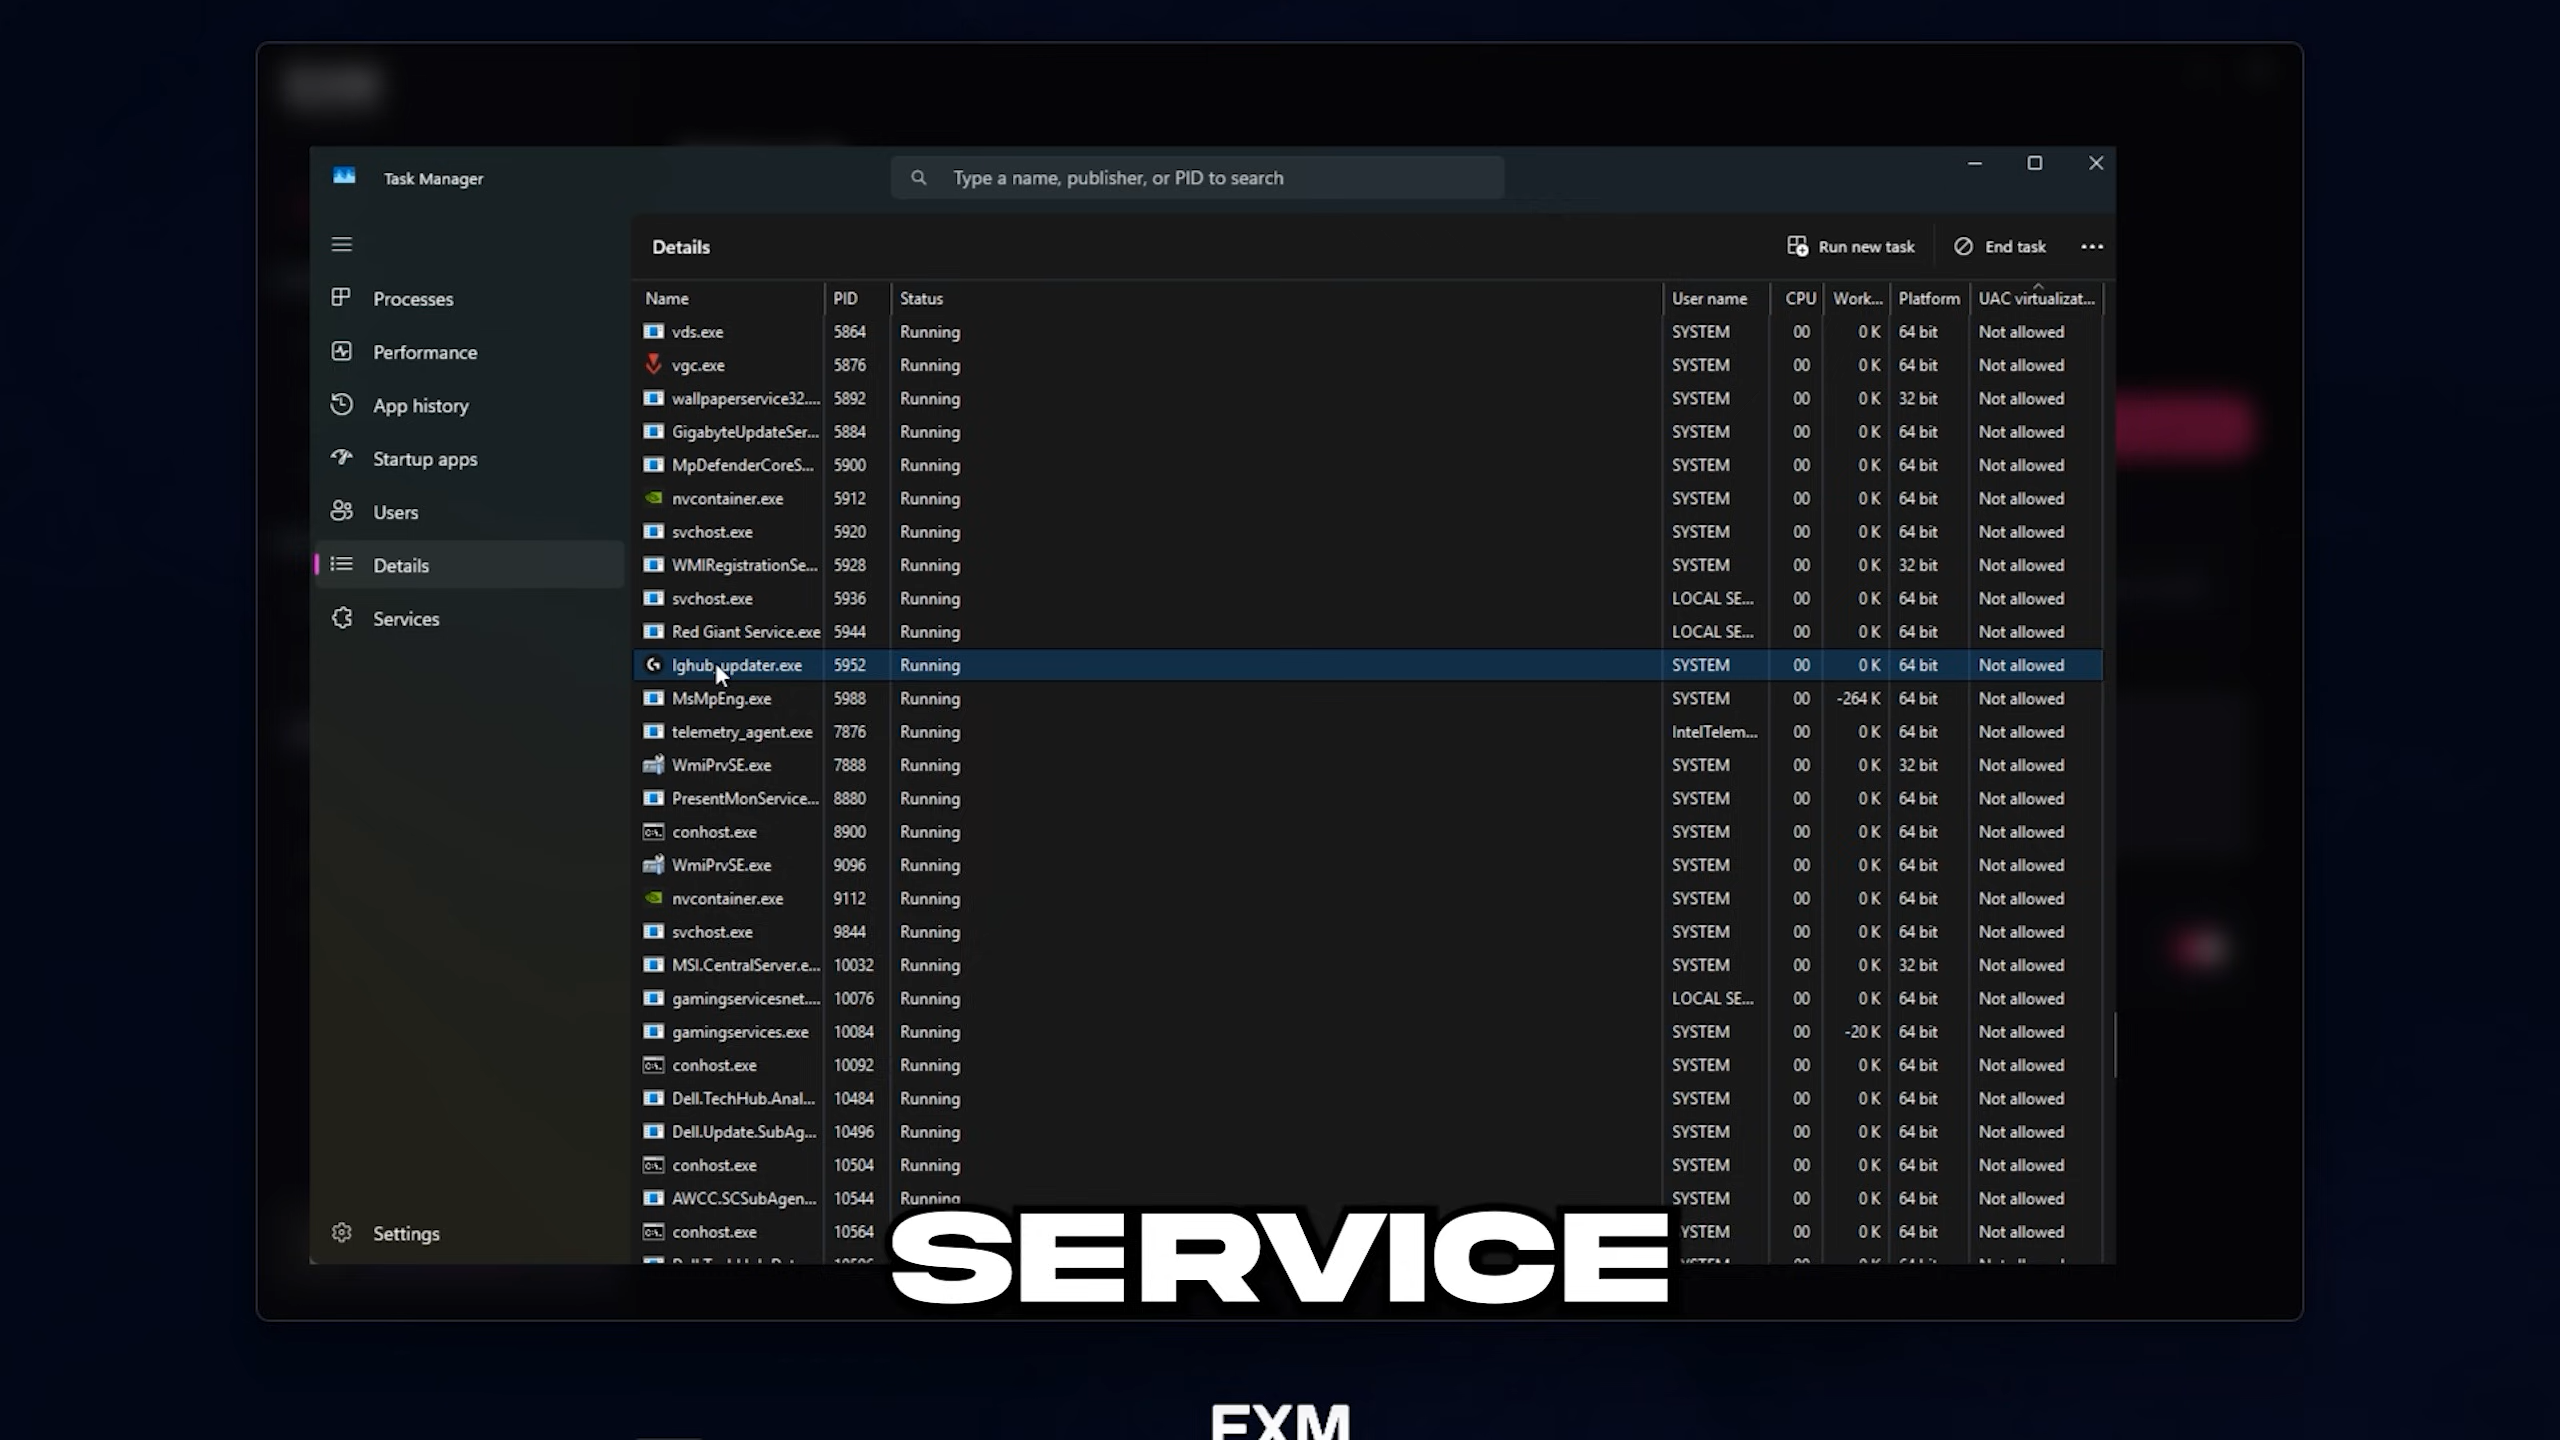 Task Manager
Type a name, publisher, or PID to search
Details
Run new task
End task
Processes
Performance
App history
Startup apps
Users
Details
Services
Settings
Name PID Status User name CPU Work... Platform UAC virtualizat...
vds.exe 5864 Running SYSTEM 00 0 K 64 bit Not allowed
vgc.exe 5876 Running SYSTEM 00 0 K 64 bit Not allowed
wallpaperservice32.... 5892 Running SYSTEM 00 0 K 32 bit Not allowed
GigabyteUpdateSer... 5884 Running SYSTEM 00 0 K 64 bit Not allowed
MpDefenderCoreS... 5900 Running SYSTEM 00 0 K 64 bit Not allowed
nvcontainer.exe 5912 Running SYSTEM 00 0 K 64 bit Not allowed
svchost.exe 5920 Running SYSTEM 00 0 K 64 bit Not allowed
WMIRegistrationSe... 5928 Running SYSTEM 00 0 K 32 bit Not allowed
svchost.exe 5936 Running LOCAL SE... 00 0 K 64 bit Not allowed
Red Giant Service.exe 5944 Running LOCAL SE... 00 0 K 64 bit Not allowed
lghub_updater.exe 5952 Running SYSTEM 00 0 K 64 bit Not allowed
MsMpEng.exe 5988 Running SYSTEM 00 -264 K 64 bit Not allowed
telemetry_agent.exe 7876 Running IntelTelem... 00 0 K 64 bit Not allowed
WmiPrvSE.exe 7888 Running SYSTEM 00 0 K 32 bit Not allowed
PresentMonService... 8880 Running SYSTEM 00 0 K 64 bit Not allowed
conhost.exe 8900 Running SYSTEM 00 0 K 64 bit Not allowed
WmiPrvSE.exe 9096 Running SYSTEM 00 0 K 64 bit Not allowed
nvcontainer.exe 9112 Running SYSTEM 00 0 K 64 bit Not allowed
svchost.exe 9844 Running SYSTEM 00 0 K 64 bit Not allowed
MSI.CentralServer.e... 10032 Running SYSTEM 00 0 K 32 bit Not allowed
gamingservicesnet.... 10076 Running LOCAL SE... 00 0 K 64 bit Not allowed
gamingservices.exe 10084 Running SYSTEM 00 -20 K 64 bit Not allowed
conhost.exe 10092 Running SYSTEM 00 0 K 64 bit Not allowed
Dell.TechHub.Anal... 10484 Running SYSTEM 00 0 K 64 bit Not allowed
Dell.Update.SubAg... 10496 Running SYSTEM 00 0 K 64 bit Not allowed
conhost.exe 10504 Running SYSTEM 00 0 K 64 bit Not allowed
AWCC.SCSubAgen... 10544 Running SYSTEM 00 0 K 64 bit Not allowed
conhost.exe 10564 SYSTEM 00 0 K 64 bit Not allowed
SERVICE
EXM